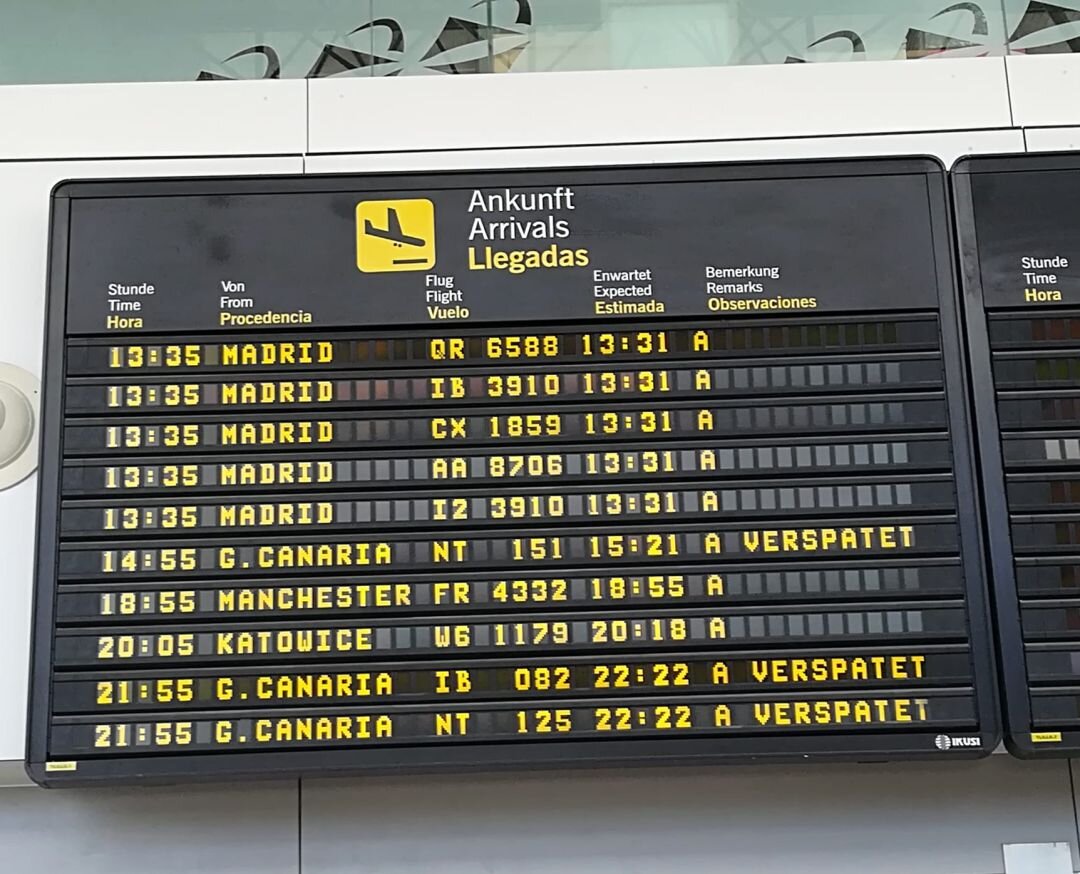 Ankunft
Arrivals
Llegadas
Stunde Von Flug Enwartet Bemerkung
Time From Flight Expected Remarks
Hora Procedencia Vuelo Estimada Observaciones
13:35 MADRID QR 6588 13:31 A
13:35 MADRID IB 3910 13:31 A
13:35 MADRID CX 1859 13:31 A
13:35 MADRID AA 8706 13:31 A
13:35 MADRID I2 3910 13:31 A
14:55 G.CANARIA NT 151 15:21 A VERSPATET
18:55 MANCHESTER FR 4332 18:55 A
20:05 KATOWICE W6 1179 20:18 A
21:55 G.CANARIA IB 082 22:22 A VERSPATET
21:55 G.CANARIA NT 125 22:22 A VERSPATET
IKUSI
Stunde
Time
Hora